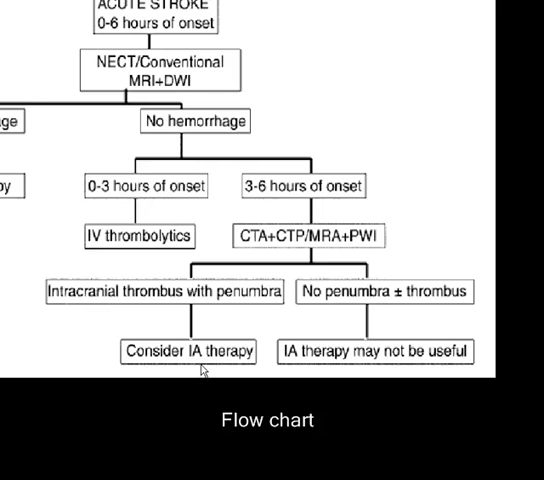 ACUTE STROKE
0-6 hours of onset
NECT/Conventional
MRI+DWI
No hemorrhage
0-3 hours of onset
3-6 hours of onset
IV thrombolytics
CTA+CTP/MRA+PWI
Intracranial thrombus with penumbra
No penumbra ± thrombus
Consider IA therapy
IA therapy may not be useful
Flow chart